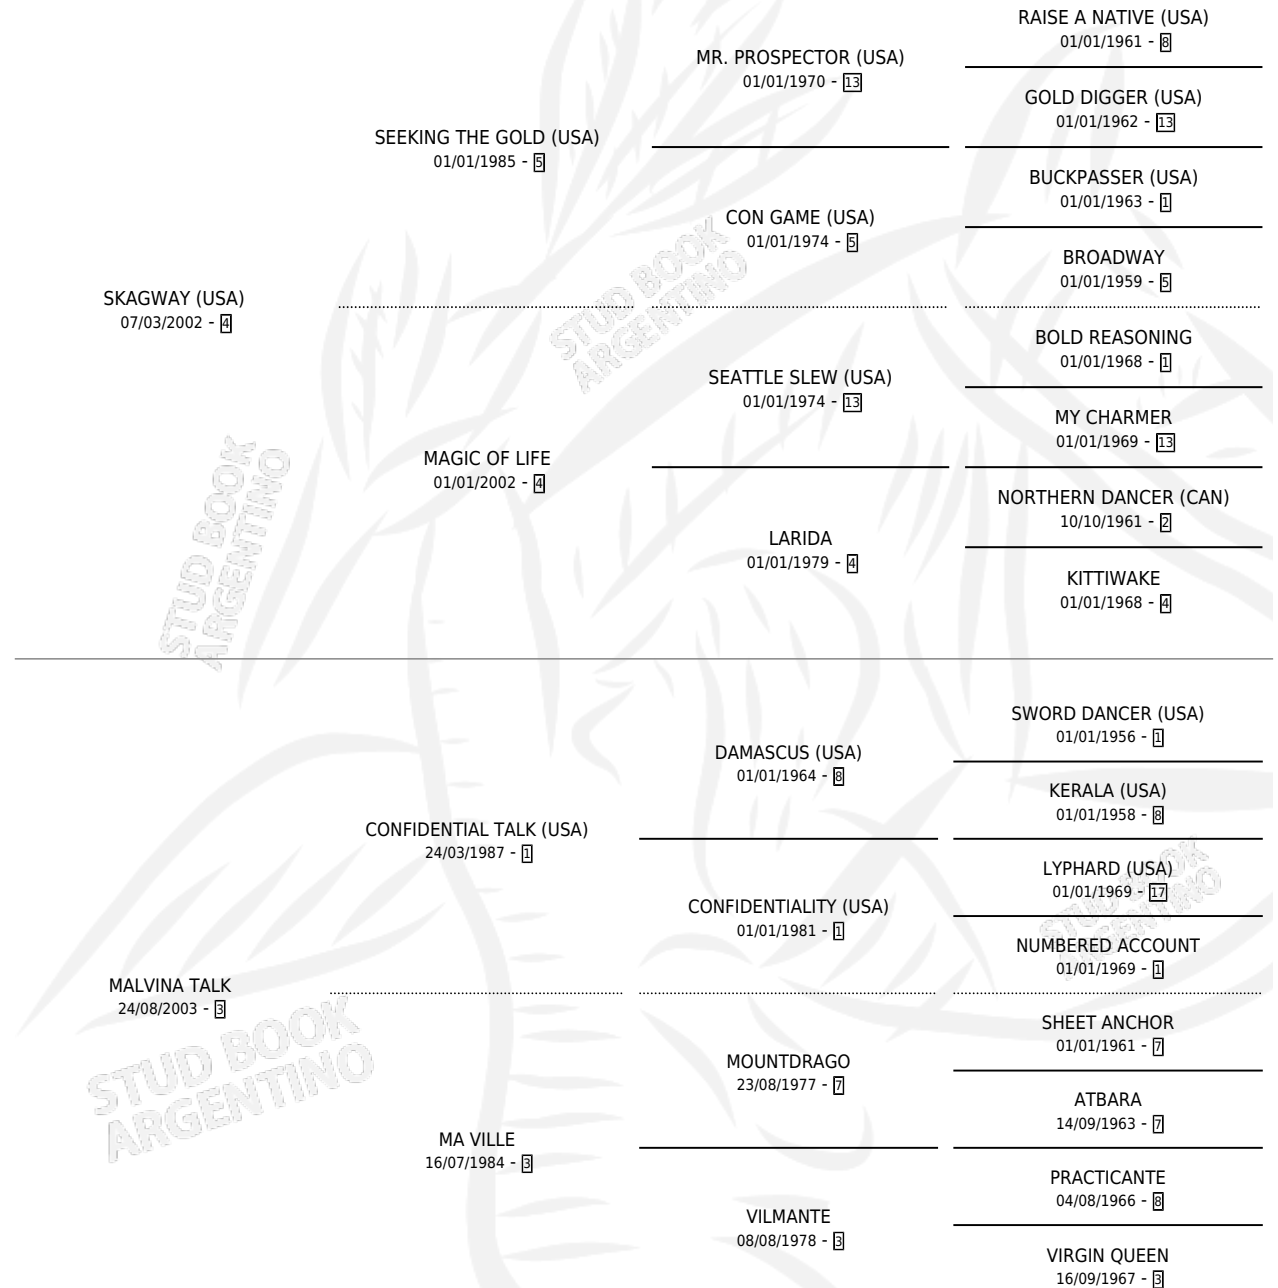 RAISE A NATIVE (USA)
01/01/1961 - 8
MR. PROSPECTOR (USA)
01/01/1970 - 13
GOLD DIGGER (USA)
01/01/1962 - 13
SEEKING THE GOLD (USA)
01/01/1985 - 5
BUCKPASSER (USA)
01/01/1963 - 1
CON GAME (USA)
01/01/1974 - 5
BROADWAY
01/01/1959 - 5
SKAGWAY (USA)
07/03/2002 - 4
STUD BOOK
ARGENTINO
BOLD REASONING
01/01/1968 - 1
SEATTLE SLEW (USA)
01/01/1974 - 13
MY CHARMER
01/01/1969 - 13
MAGIC OF LIFE
01/01/2002 - 4
NORTHERN DANCER (CAN)
10/10/1961 - 2
LARIDA
01/01/1979 - 4
KITTIWAKE
01/01/1968 - 4
STUD BOOK
ARGENTINO
SWORD DANCER (USA)
01/01/1956 - 1
DAMASCUS (USA)
01/01/1964 - 8
KERALA (USA)
01/01/1958 - 8
CONFIDENTIAL TALK (USA)
24/03/1987 - 1
LYPHARD (USA)
01/01/1969 - 17
CONFIDENTIALITY (USA)
01/01/1981 - 1
NUMBERED ACCOUNT
01/01/1969 - 1
STUD BOOK
ARGENTINO
MALVINA TALK
24/08/2003 - 3
SHEET ANCHOR
01/01/1961 - 7
MOUNTDRAGO
23/08/1977 - 7
ATBARA
14/09/1963 - 7
STUD BOOK
ARGENTINO
MA VILLE
16/07/1984 - 3
PRACTICANTE
04/08/1966 - 8
VILMANTE
08/08/1978 - 3
VIRGIN QUEEN
16/09/1967 - 3